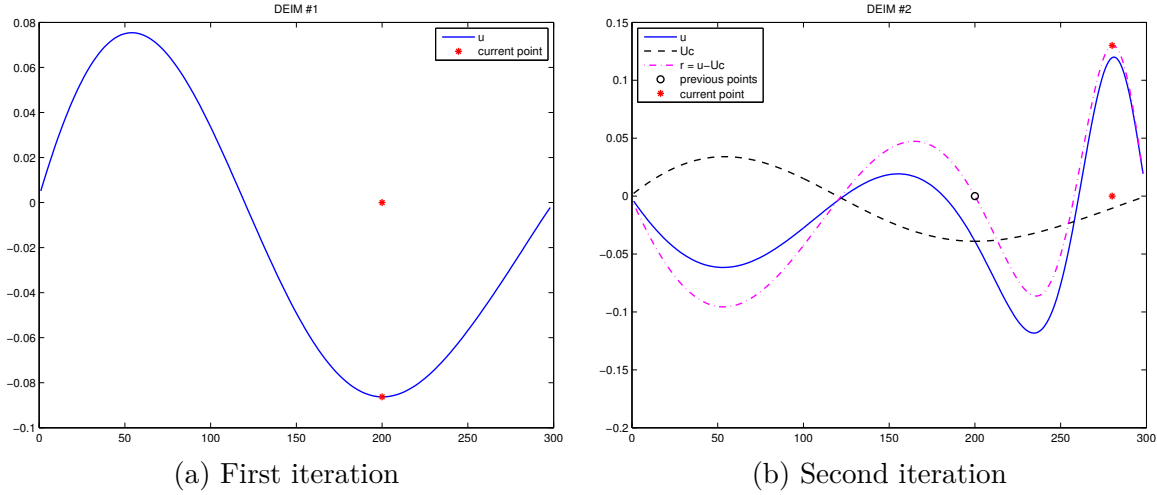 DEIM #1
u
current point
0.08
0.06
0.04
0.02
0
−0.02
−0.04
−0.06
−0.08
−0.1
0 50 100 150 200 250 300
(a) First iteration
DEIM #2
u
Uc
r = u−Uc
previous points
current point
0.15
0.1
0.05
0
−0.05
−0.1
−0.15
−0.2
0 50 100 150 200 250 300
(b) Second iteration